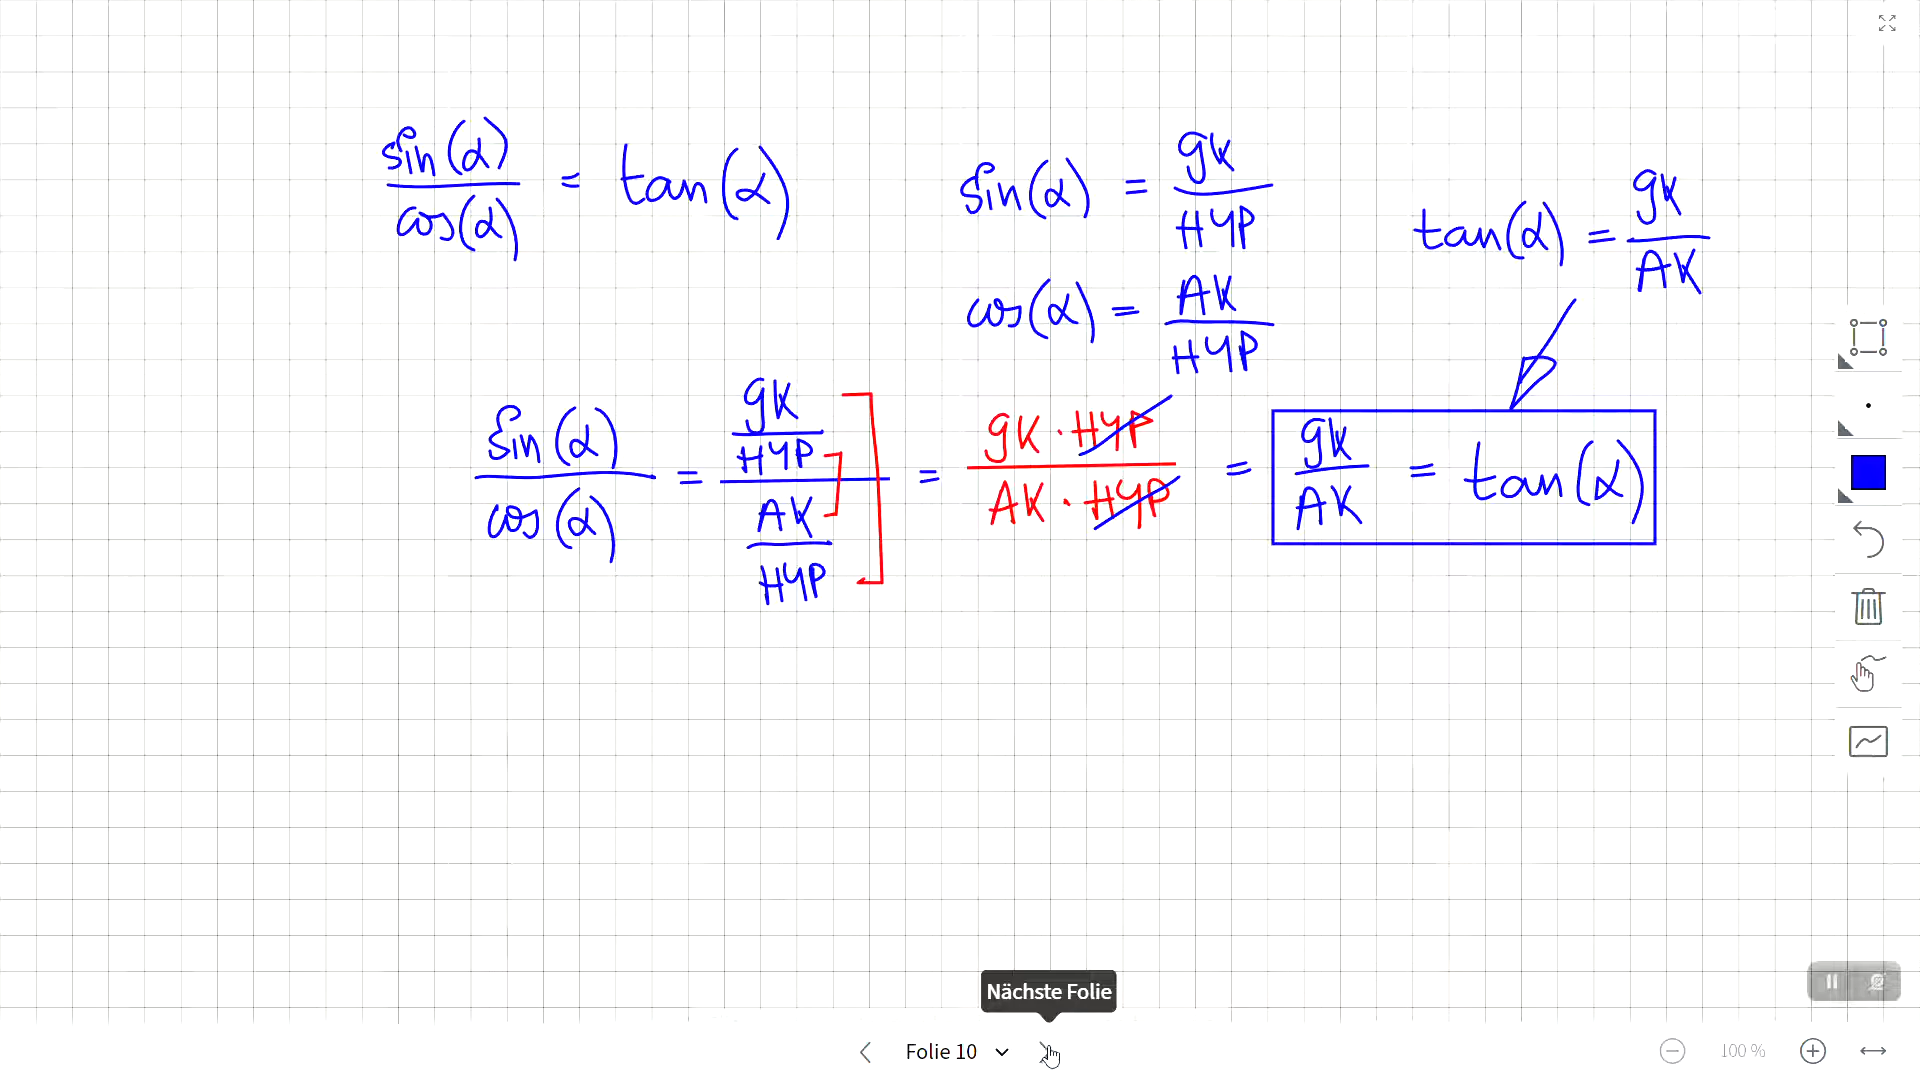 sin(α)/cos(α) = tan(α)
sin(α) = GK/HYP
tan(α) = GK/AK
cos(α) = AK/HYP
sin(α)/cos(α) = (GK/HYP)/(AK/HYP) = (GK · HYP)/(AK · HYP) = GK/AK = tan(α)
Nächste Folie
Folie 10
100 %